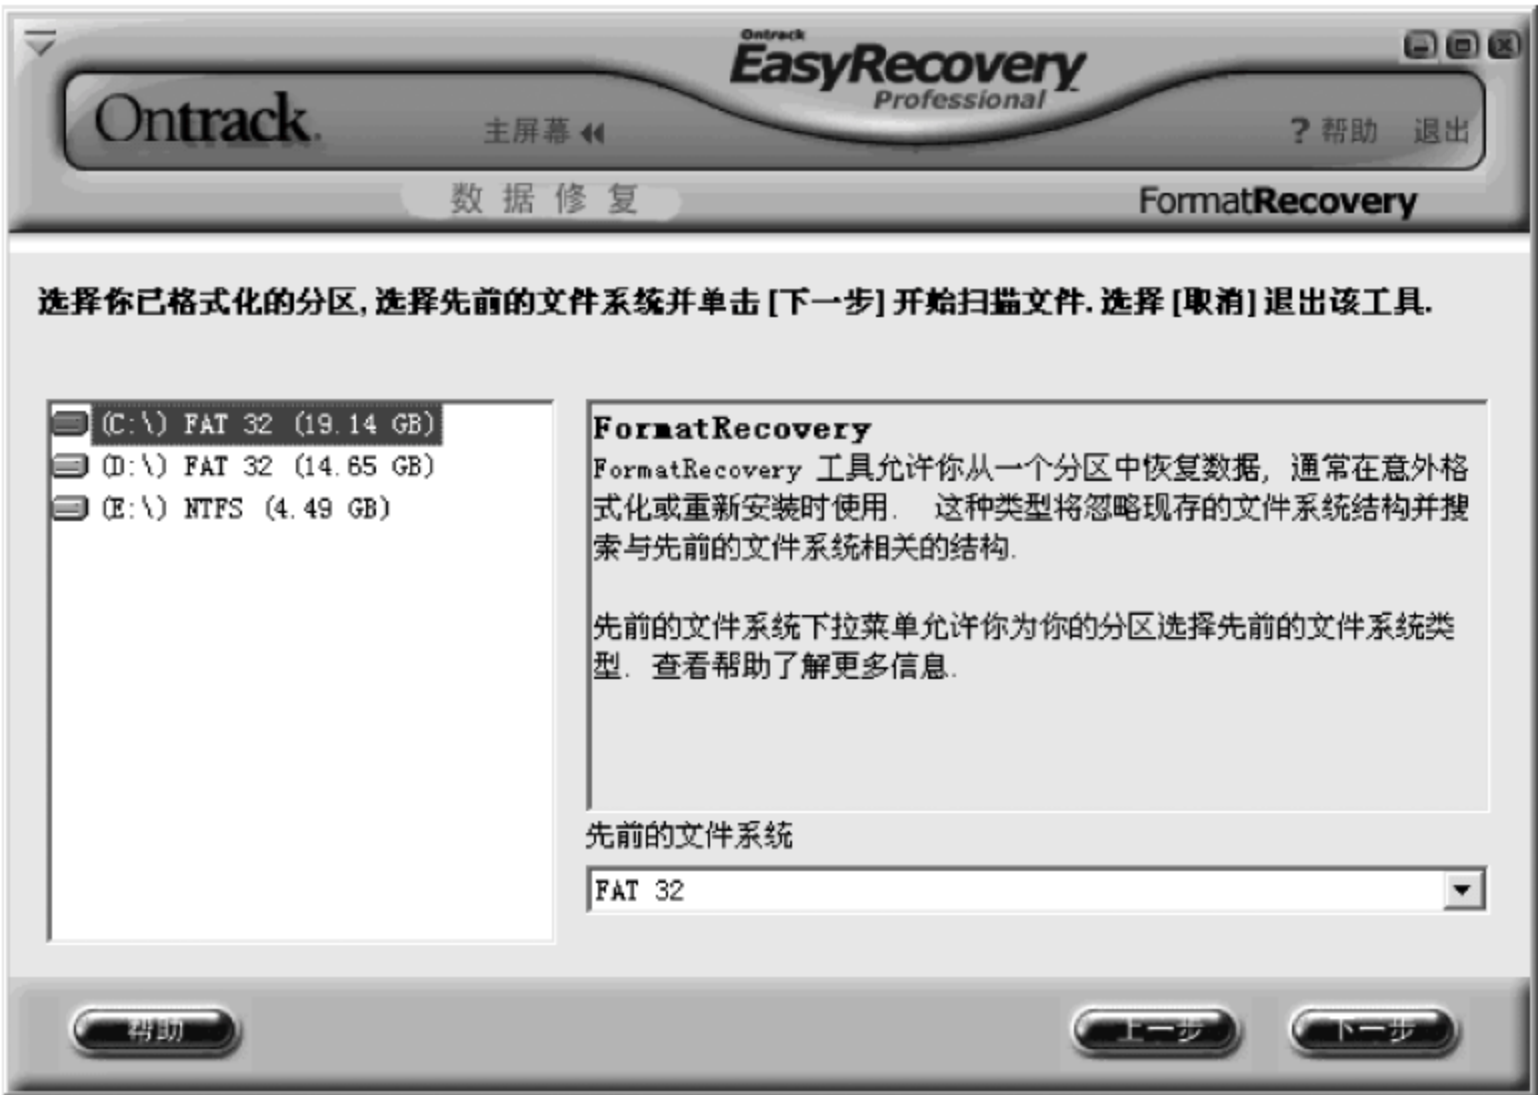 Ontrack
EasyRecovery
Professional
Ontrack.
主屏幕
? 帮助 退出
数据修复
FormatRecovery
选择你已格式化的分区, 选择先前的文件系统并单击 [下一步] 开始扫描文件. 选择 [取消] 退出该工具.
(C:\) FAT 32 (19.14 GB)
(D:\) FAT 32 (14.65 GB)
(E:\) NTFS (4.49 GB)
FormatRecovery
FormatRecovery 工具允许你从一个分区中恢复数据, 通常在意外格
式化或重新安装时使用. 这种类型将忽略现存的文件系统结构并搜
索与先前的文件系统相关的结构.
先前的文件系统下拉菜单允许你为你的分区选择先前的文件系统类
型. 查看帮助了解更多信息.
先前的文件系统
FAT 32
帮助
上一步
下一步